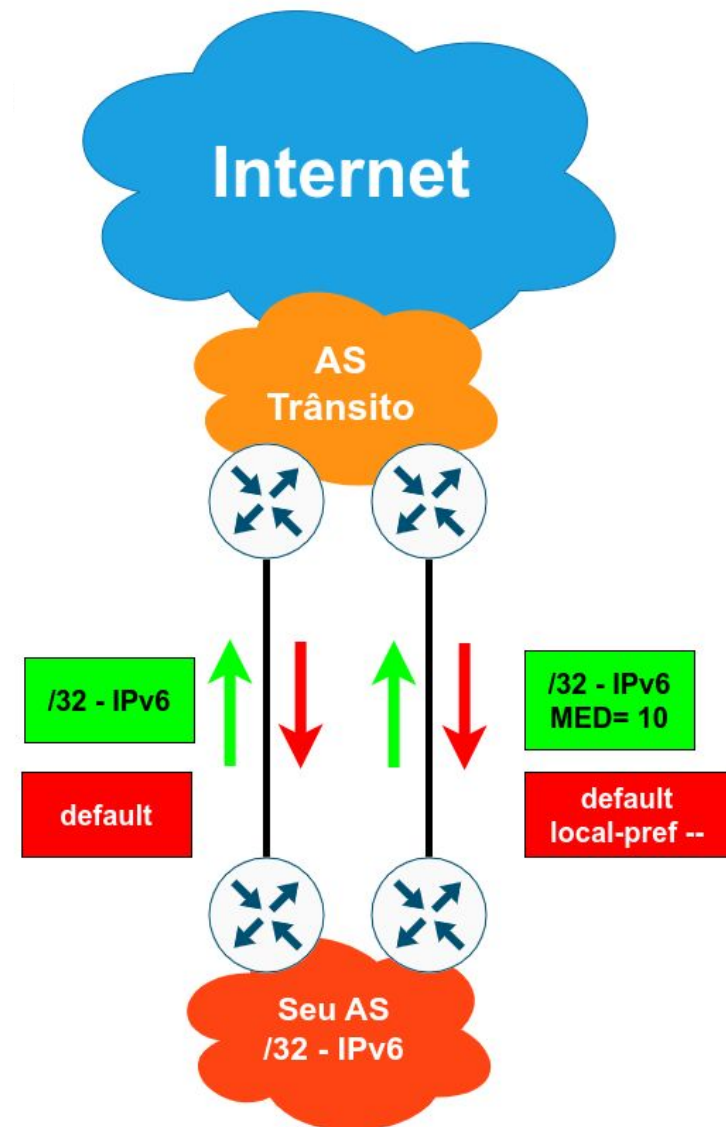 Internet
AS
Trânsito
/32 - IPv6
default
/32 - IPv6
MED= 10
default
local-pref --
Seu AS
/32 - IPv6